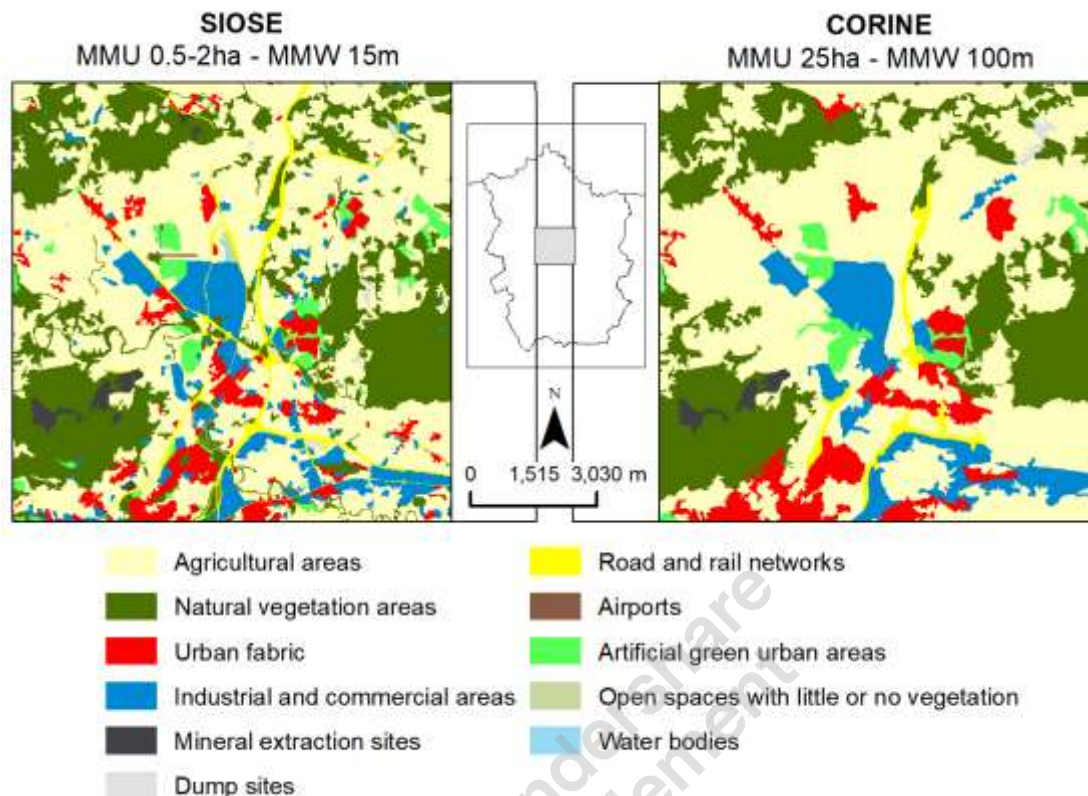 SIOSE
MMU 0.5-2ha - MMW 15m
CORINE
MMU 25ha - MMW 100m
N
0 1,515 3,030 m
Agricultural areas
Natural vegetation areas
Urban fabric
Industrial and commercial areas
Mineral extraction sites
Dump sites
Road and rail networks
Airports
Artificial green urban areas
Open spaces with little or no vegetation
Water bodies